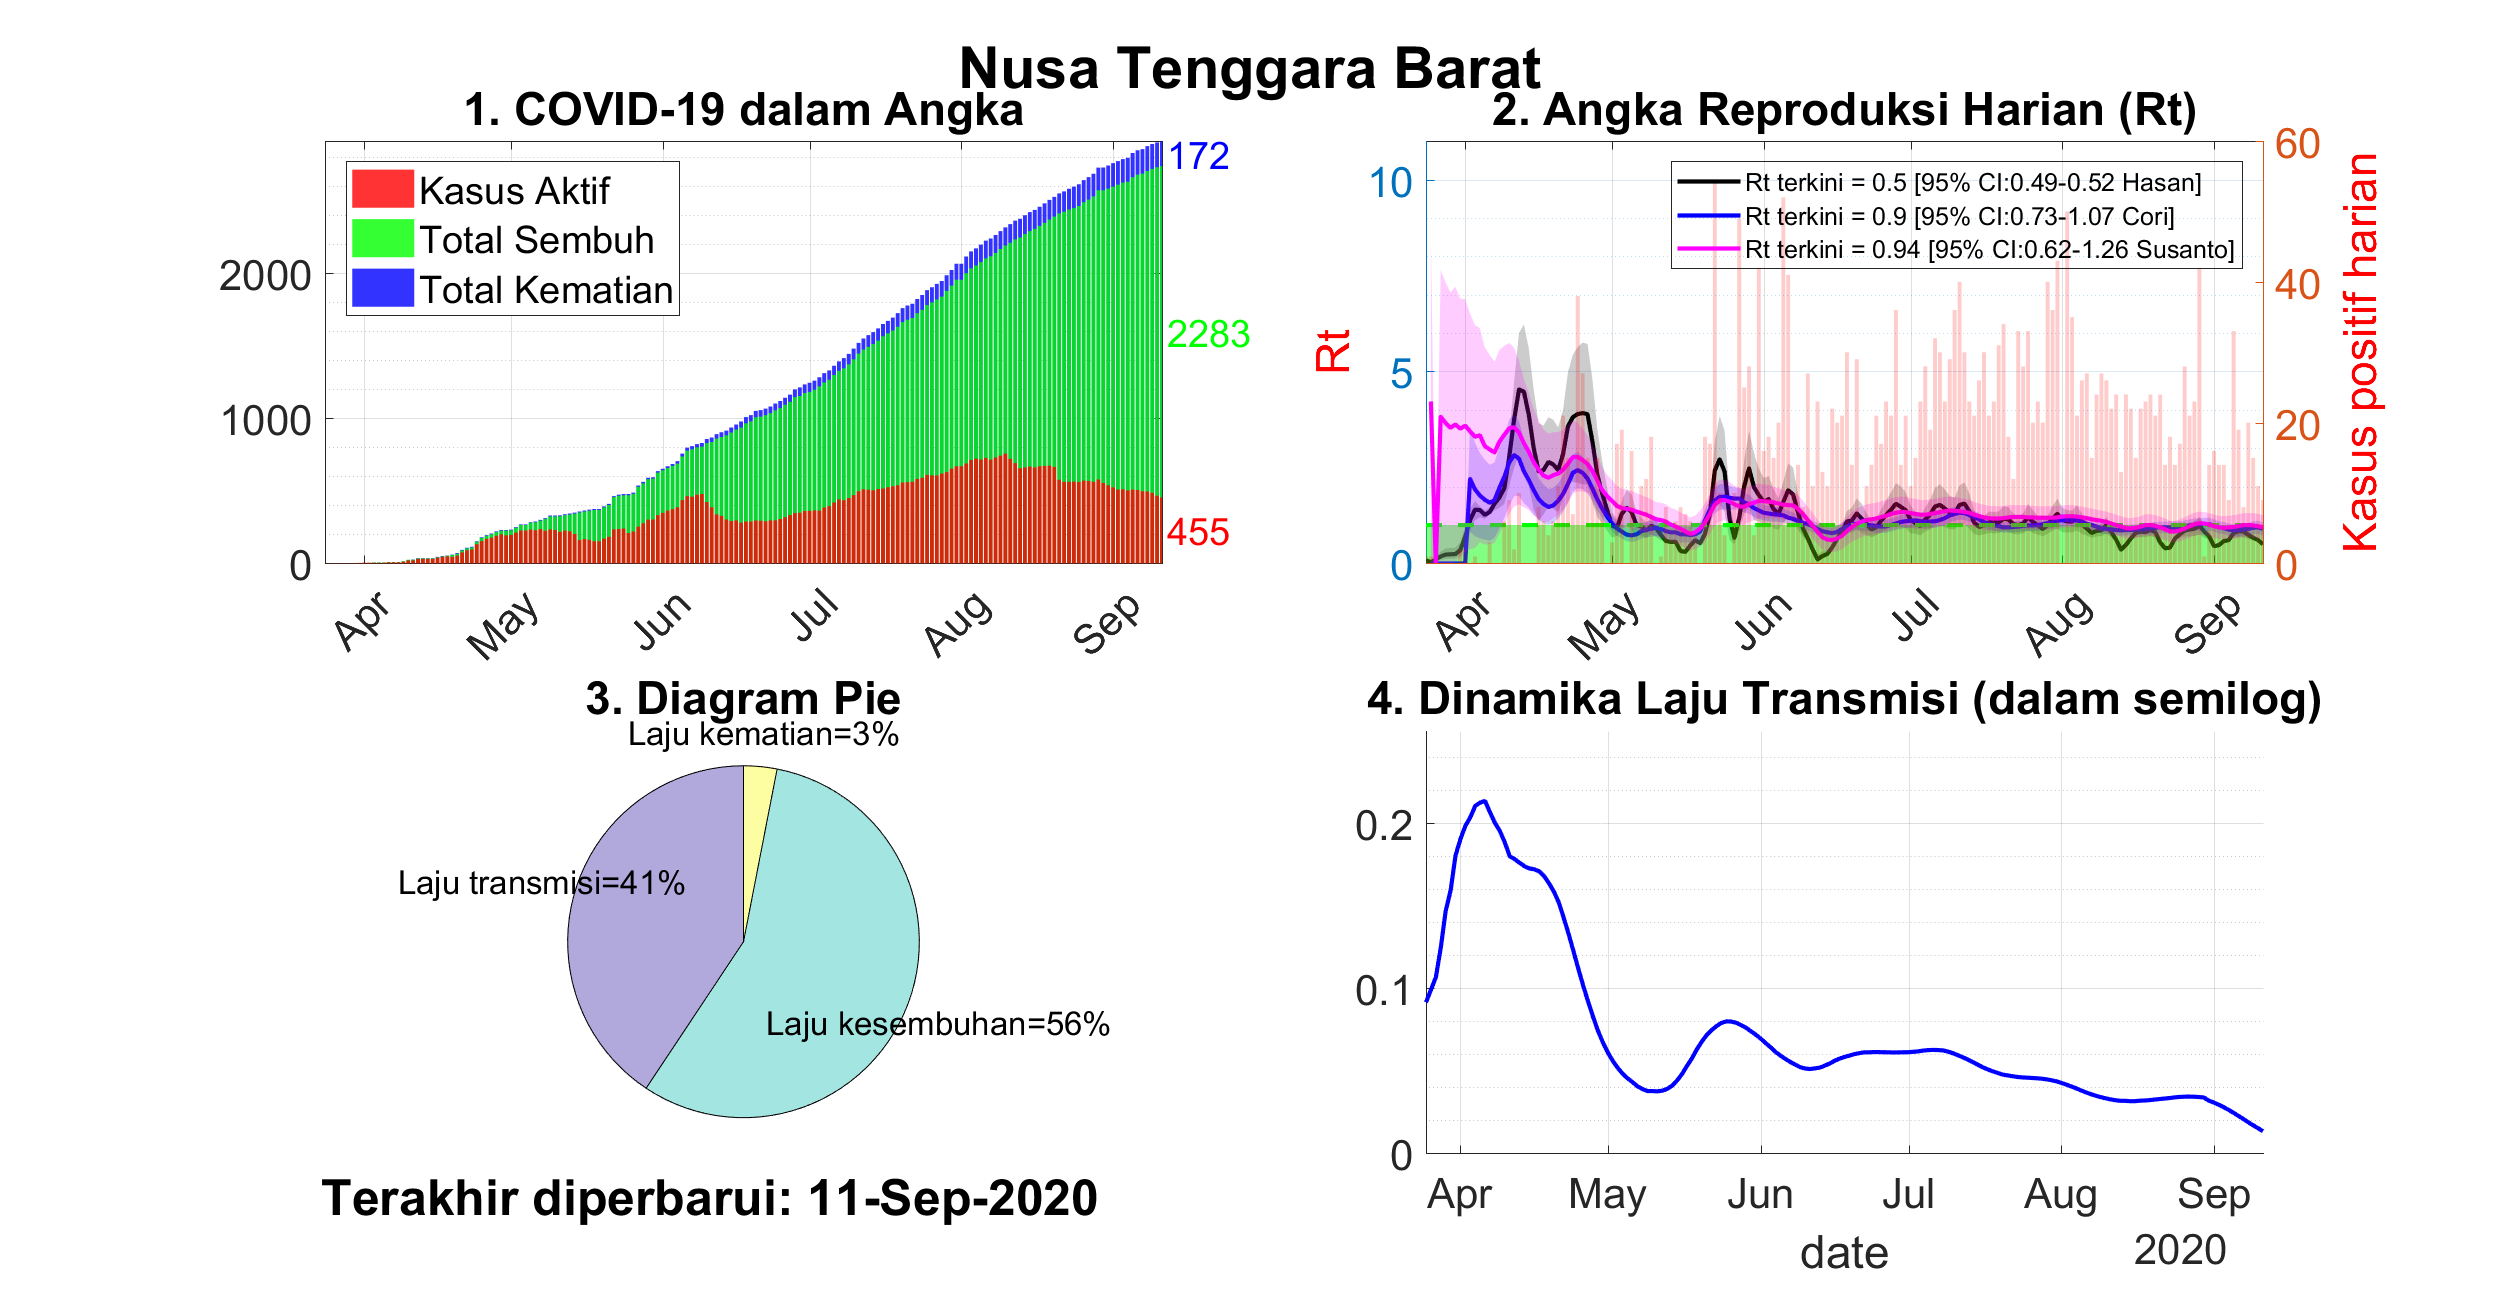 Nusa Tenggara Barat
1. COVID-19 dalam Angka
172
2283
455
Kasus Aktif
Total Sembuh
Total Kematian
2000
1000
0
Apr
May
Jun
Jul
Aug
Sep
2. Angka Reproduksi Harian (Rt)
Rt terkini = 0.5 [95% CI:0.49-0.52 Hasan]
Rt terkini = 0.9 [95% CI:0.73-1.07 Cori]
Rt terkini = 0.94 [95% CI:0.62-1.26 Susanto]
Rt
10
5
0
60
40
20
0
Kasus positif harian
Apr
May
Jun
Jul
Aug
Sep
3. Diagram Pie
Laju kematian=3%
Laju transmisi=41%
Laju kesembuhan=56%
Terakhir diperbarui: 11-Sep-2020
4. Dinamika Laju Transmisi (dalam semilog)
0.2
0.1
0
Apr
May
Jun
Jul
Aug
Sep
date
2020